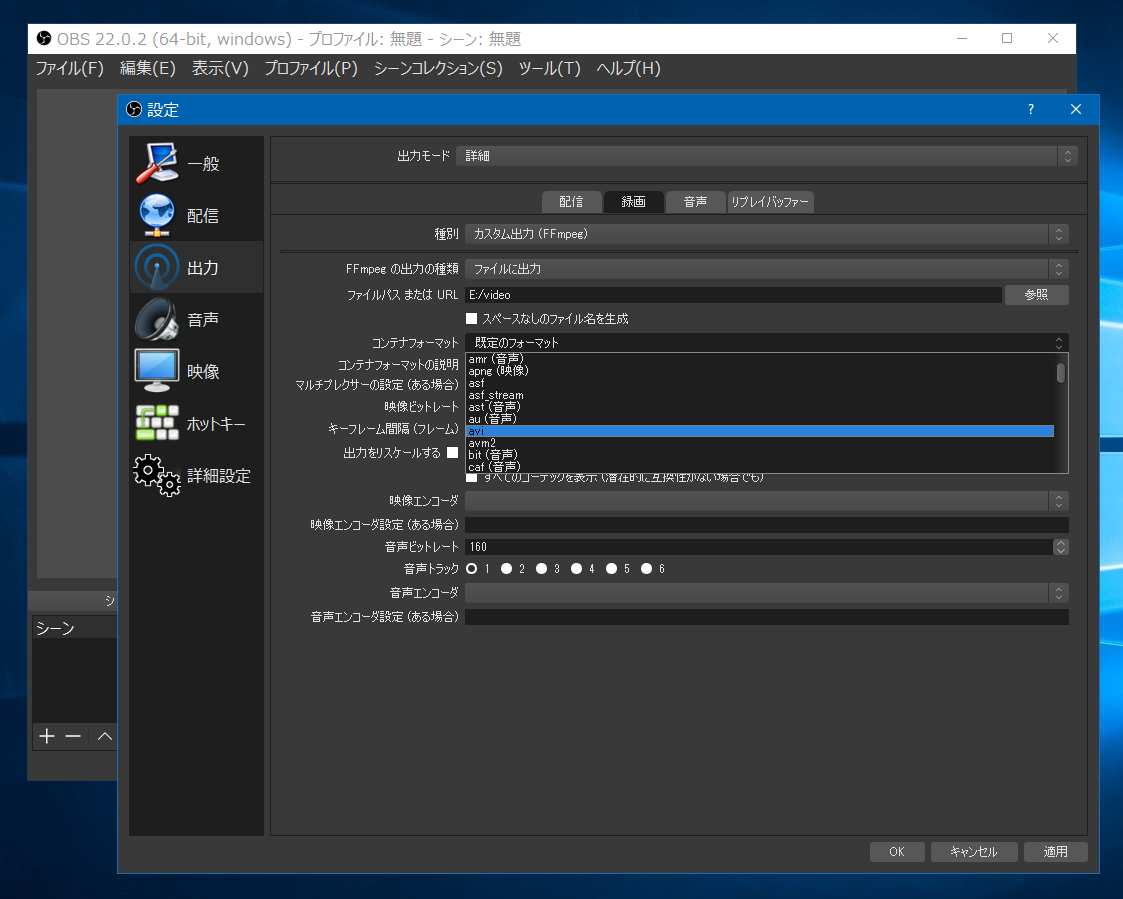 OBS 22.0.2 (64-bit, windows) - プロファイル: 無題 - シーン: 無題
ファイル(F) 編集(E) 表示(V) プロファイル(P) シーンコレクション(S) ツール(T) ヘルプ(H)
設定
?
一般
配信
出力
音声
映像
ホットキー
詳細設定
出力モード 詳細
配信 録画 音声 リプレイバッファー
種別 カスタム出力 (FFmpeg)
FFmpeg の出力の種類 ファイルに出力
ファイルパス または URL E:/video 参照
スペースなしのファイル名を生成
コンテナフォーマット 既定のフォーマット
コンテナフォーマットの説明
マルチプレクサーの設定 (ある場合)
映像ビットレート
キーフレーム間隔 (フレーム)
出力をリスケールする
amr (音声)
apng (映像)
asf
asf_stream
ast (音声)
au (音声)
avi
avm2
bit (音声)
caf (音声)
すべてのコーデックを表示 (潜在的に互換性がない場合でも)
映像エンコーダ
映像エンコーダ設定 (ある場合)
音声ビットレート 160
音声トラック 1 2 3 4 5 6
音声エンコーダ
音声エンコーダ設定 (ある場合)
シ
シーン
OK キャンセル 適用